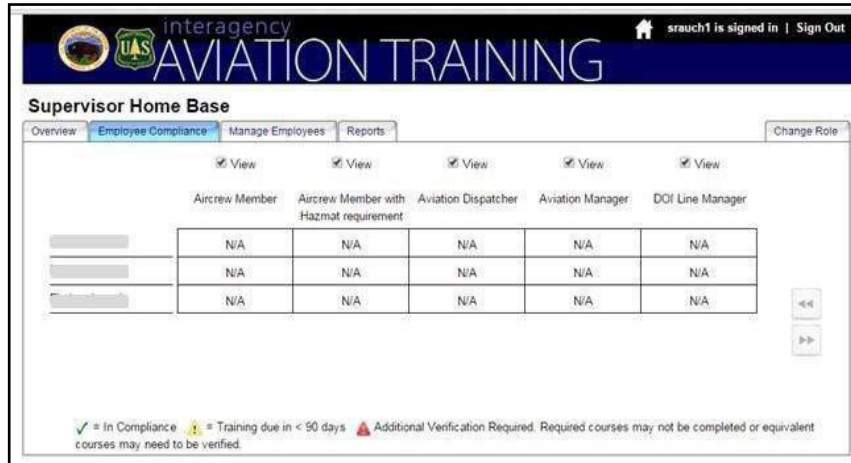 interagency
srauch1 is signed in | Sign Out
UAS
AVIATION TRAINING
Supervisor Home Base
Overview Employee Compliance Manage Employees Reports Change Role
View View View View View
Aircrew Member Aircrew Member with Aviation Dispatcher Aviation Manager DOI Line Manager
Hazmat requirement
N/A N/A N/A N/A N/A
N/A N/A N/A N/A N/A
N/A N/A N/A N/A N/A
= In Compliance = Training due in < 90 days Additional Verification Required. Required courses may not be completed or equivalent
courses may need to be verified.